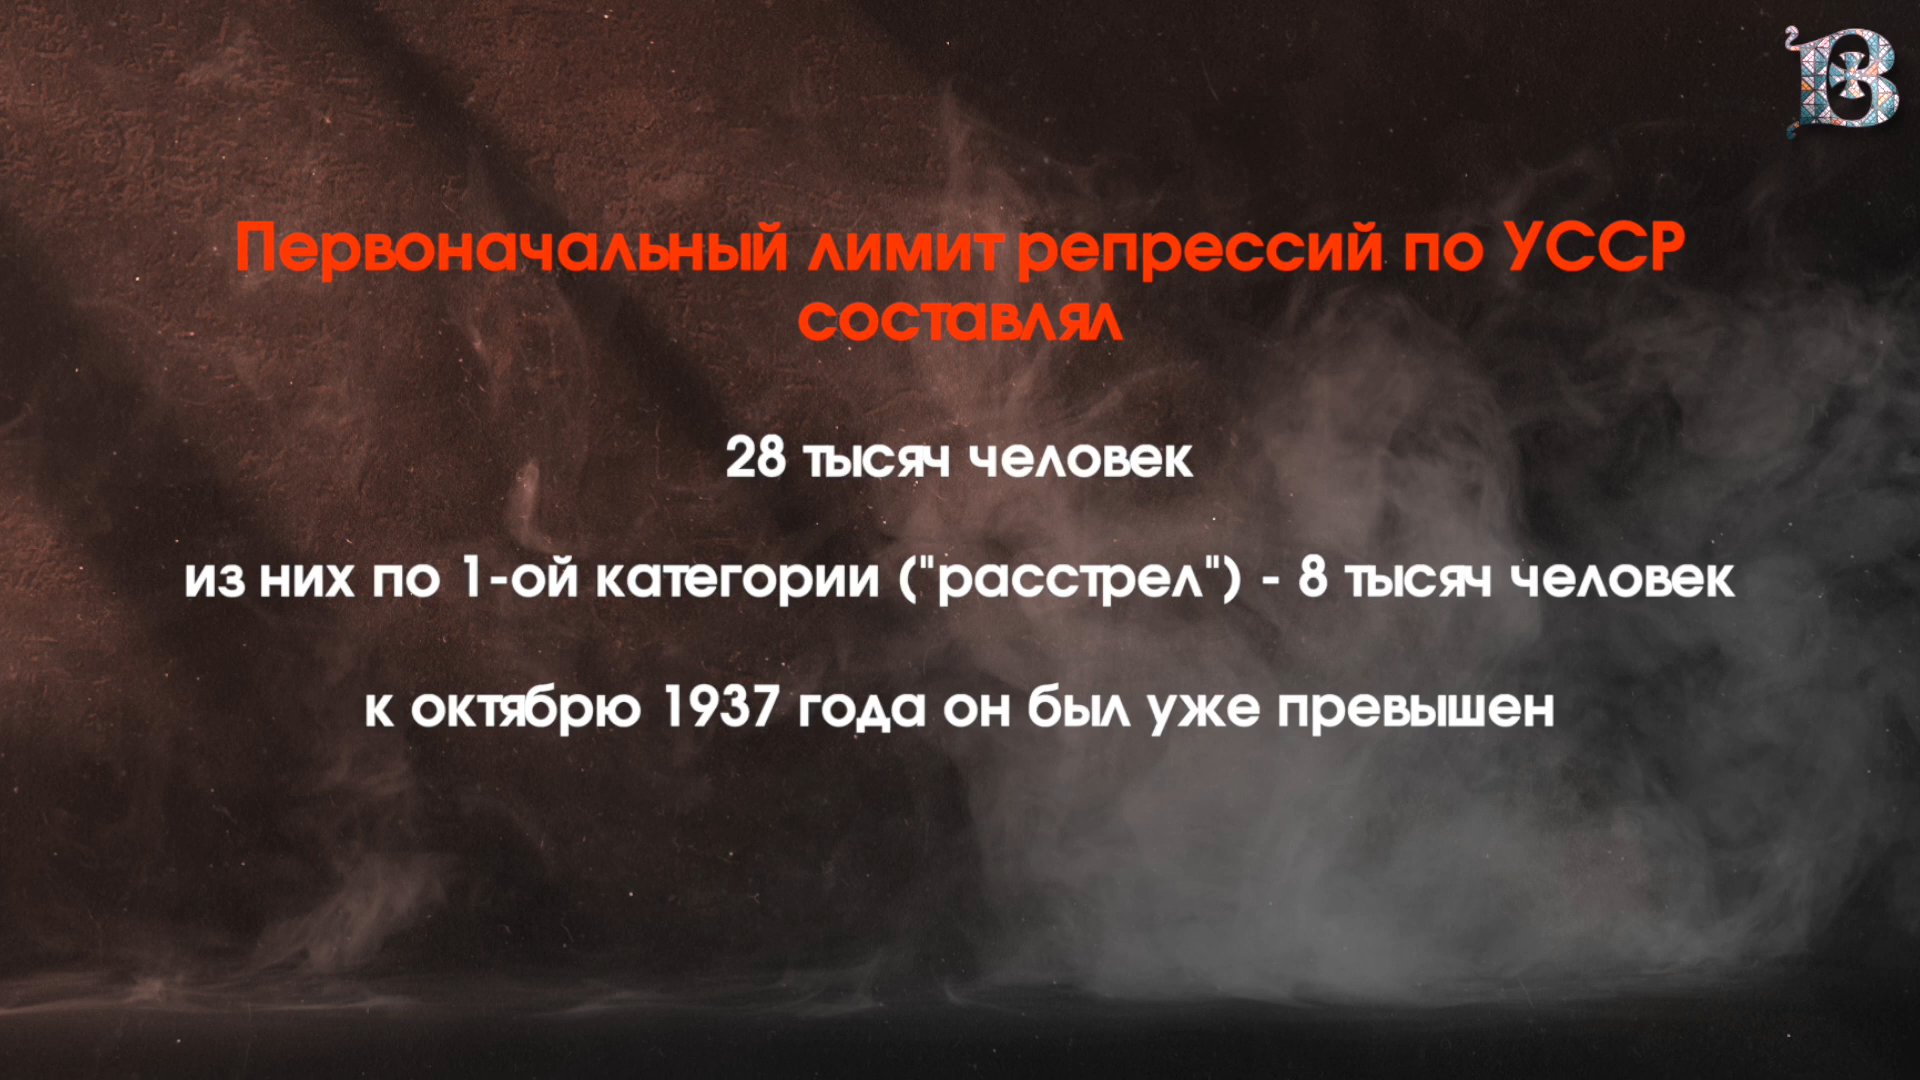 Первоначальный лимит репрессий по УССР
составлял
28 тысяч человек
из них по 1-ой категории ("расстрел") - 8 тысяч человек
к октябрю 1937 года он был уже превышен